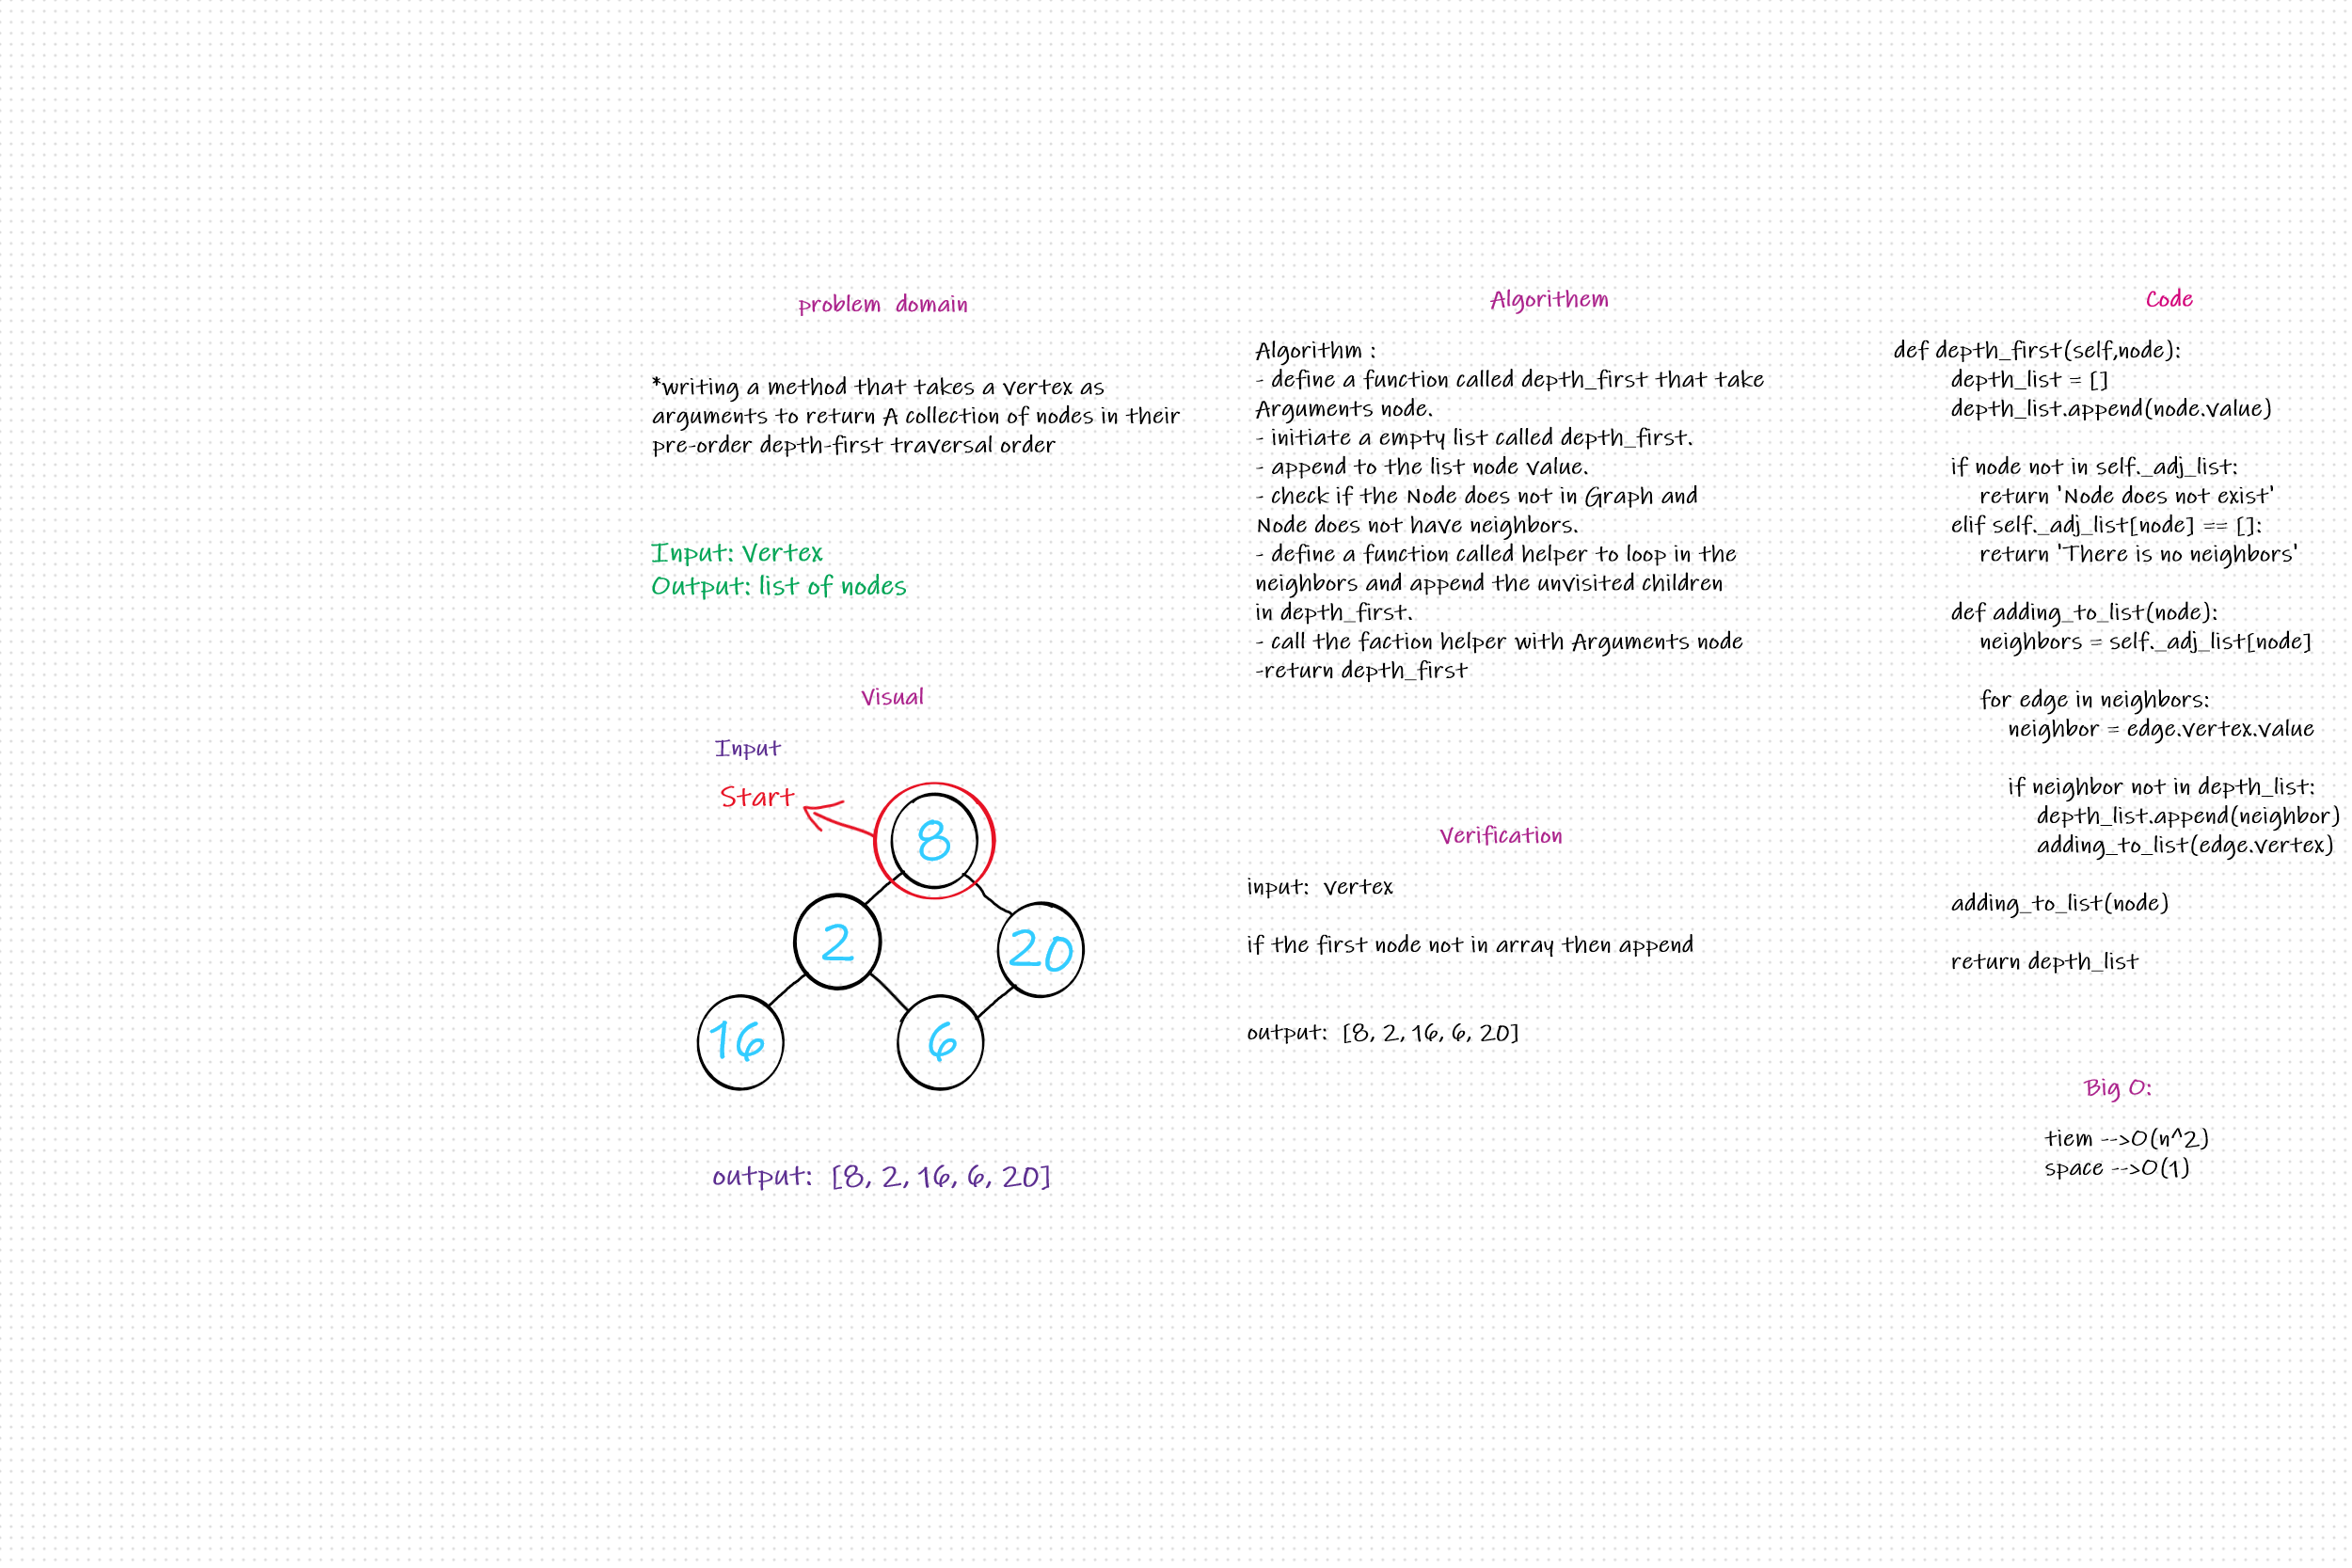 problem domain
*writing a method that takes a vertex as
arguments to return A collection of nodes in their
pre-order depth-first traversal order
Input: Vertex
Output: list of nodes
Visual
Input
Start
8
2
20
16
6
output: [8, 2, 16, 6, 20]
Algorithem
Algorithm :
- define a function called depth_first that take
Arguments node.
- initiate a empty list called depth_first.
- append to the list node value.
- check if the Node does not in Graph and
Node does not have neighbors.
- define a function called helper to loop in the
neighbors and append the unvisited children
in depth_first.
- call the faction helper with Arguments node
-return depth_first
Verification
input: vertex
if the first node not in array then append
output: [8, 2, 16, 6, 20]
Code
def depth_first(self,node):
depth_list = []
depth_list.append(node.value)
if node not in self._adj_list:
return 'Node does not exist'
elif self._adj_list[node] == []:
return 'There is no neighbors'
def adding_to_list(node):
neighbors = self._adj_list[node]
for edge in neighbors:
neighbor = edge.vertex.value
if neighbor not in depth_list:
depth_list.append(neighbor)
adding_to_list(edge.vertex)
adding_to_list(node)
return depth_list
Big O:
tiem -->O(n^2)
space -->O(1)